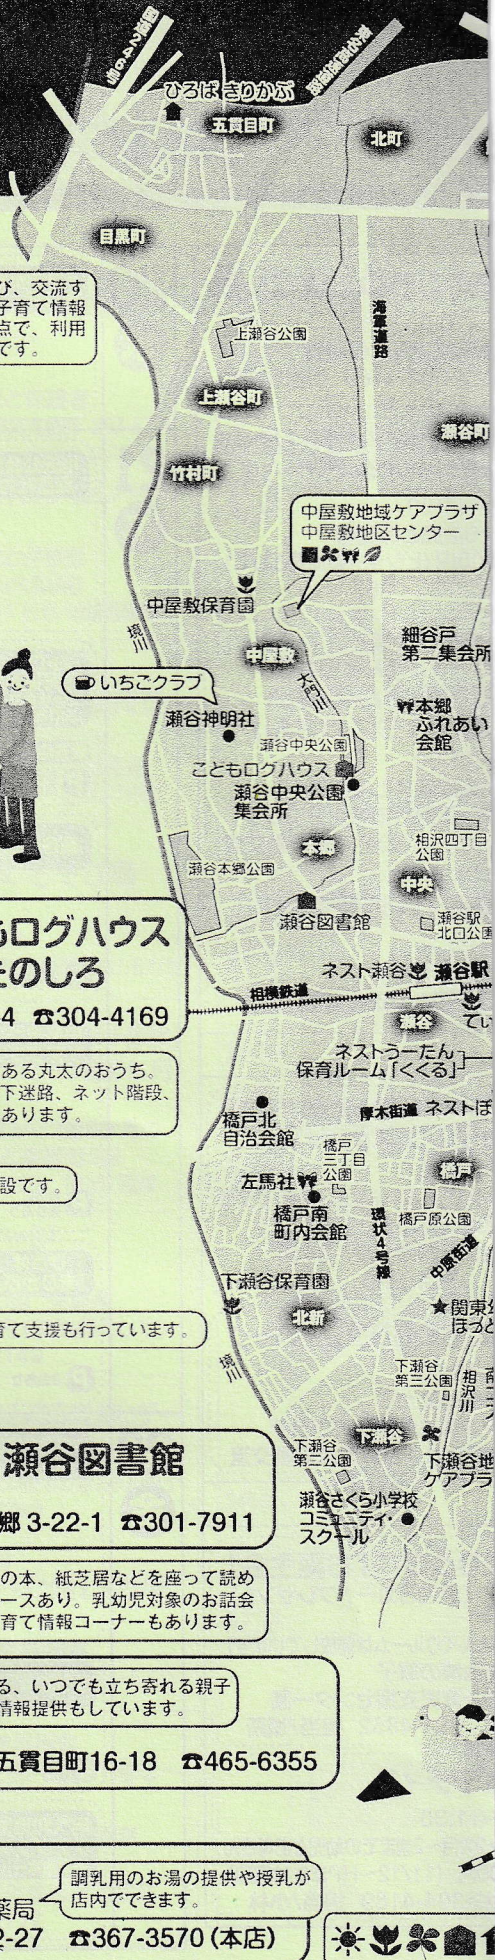 国道246号
東名高速道路
ひろば きりかぶ
五貫目町
北町
目黒町
び、交流す
子育て情報
点で、利用
です。
海軍道路
上瀬谷公園
上瀬谷町
瀬谷町
竹村町
中屋敷地域ケアプラザ
中屋敷地区センター
中屋敷保育園
境川
細谷戸
第二集会所
中屋敷
大門川
いちごクラブ
本郷
ふれあい
会館
瀬谷神明社
瀬谷中央公園
こどもログハウス
瀬谷中央公園
集会所
本郷
相沢四丁目
公園
瀬谷本郷公園
中央
瀬谷図書館
瀬谷駅
北口公園
もログハウス
とのしろ
4 ☎304-4169
ネスト瀬谷
瀬谷駅
相模鉄道
瀬谷
てい
ネストうーたん
保育ルーム「くくる」
ある丸太のおうち。
下迷路、ネット階段、
あります。
橋戸北
自治会館
厚木街道
ネストぽ
橋戸
三丁目
公園
橋戸
設です。
左馬社
橋戸南
町内会館
環状4号線
橋戸原公園
中原街道
下瀬谷保育園
北新
★関東
ほっと
育て支援も行っています。
境川
下瀬谷
第三公園
相沢川
下瀬谷
下瀬谷
第二公園
下瀬谷地
ケアプラ
瀬谷図書館
郷 3-22-1 ☎301-7911
瀬谷さくら小学校
コミュニティ・
スクール
の本、紙芝居などを座って読め
ースあり。乳幼児対象のお話会
育て情報コーナーもあります。
る、いつでも立ち寄れる親子
情報提供もしています。
五貫目町16-18 ☎465-6355
調乳用のお湯の提供や授乳が
店内でできます。
薬局
2-27 ☎367-3570(本店)